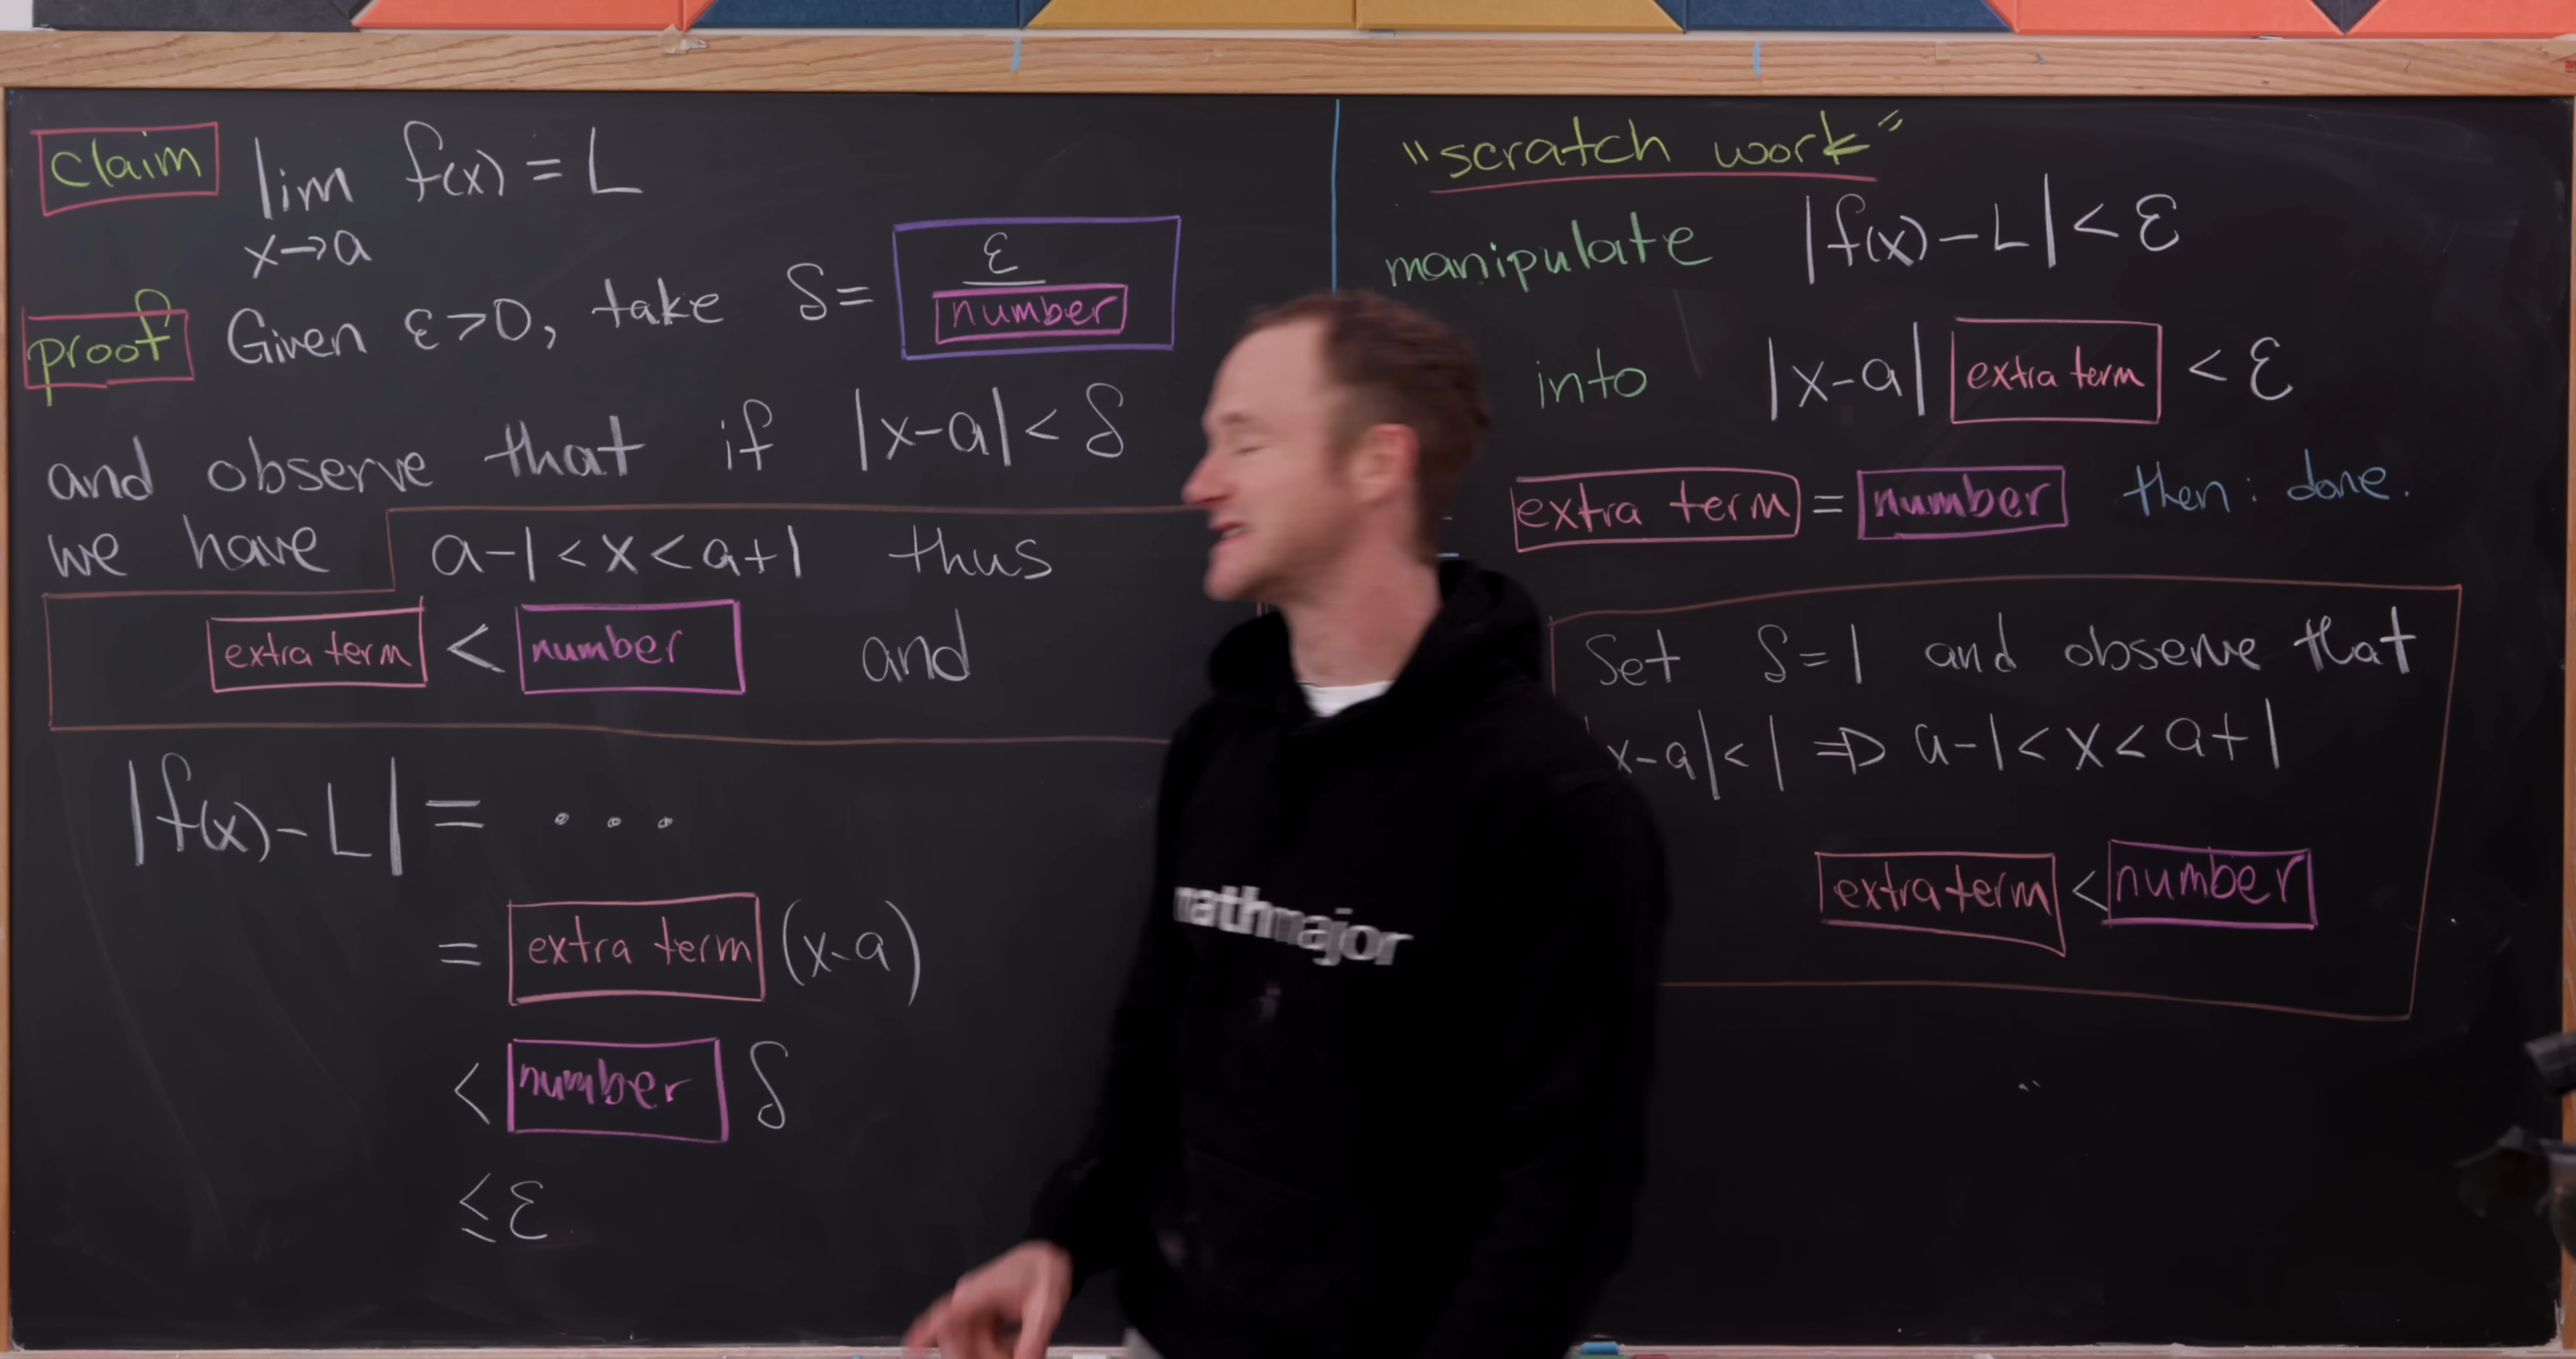 claim lim f(x) = L
x→a
proof Given ε>0, take δ= ε
number
and observe that if |x-a| < δ
we have a-1 < x < a+1 thus
extra term < number and
|f(x)-L| = ...
= extra term (x-a)
< number δ
≤ ε
"scratch work"
manipulate |f(x)-L| < ε
into |x-a| extra term < ε
extra term = number then: done.
Set δ=1 and observe that
x-a| < 1 ⇒ a-1 < x < a+1
extra term < number
mathmajor